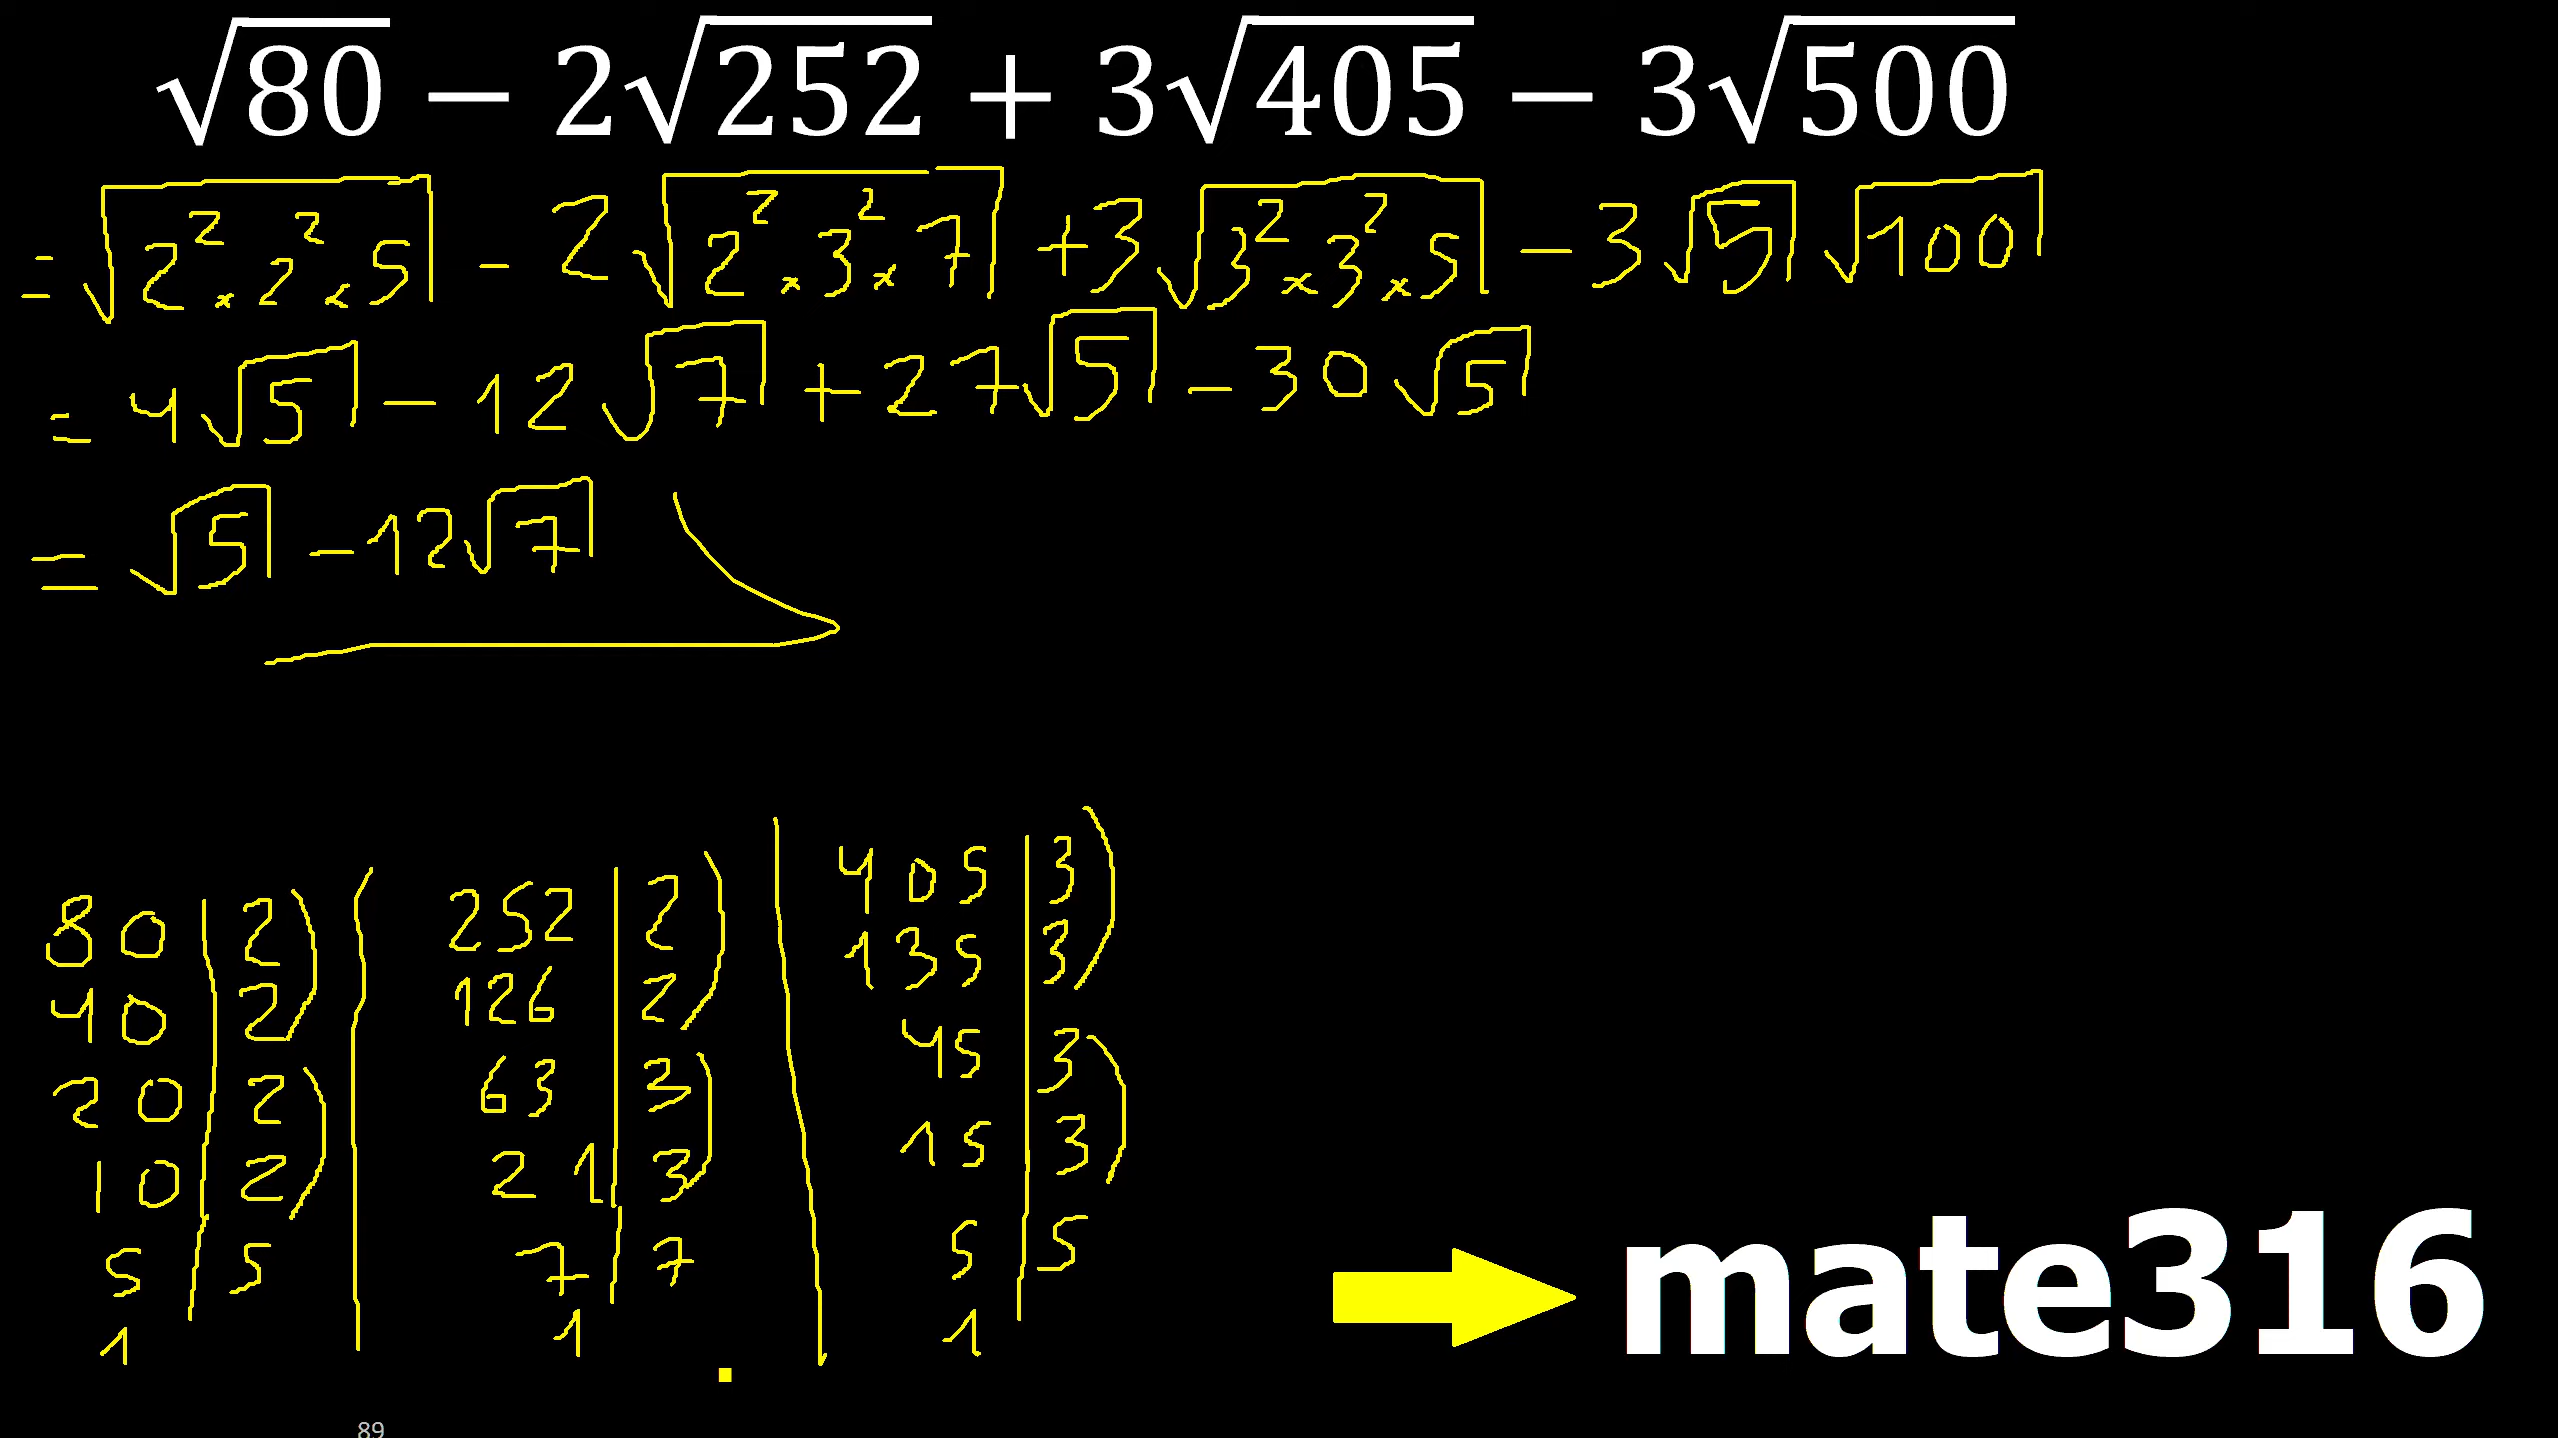 √80 − 2√252 + 3√405 − 3√500
= √2² × 2² × 5 − 2√2² × 3² × 7 + 3√3² × 3² × 5 − 3√5 √100
= 4√5 − 12√7 + 27√5 − 30√5
= √5 − 12√7
80 | 2)
40 | 2)
20 | 2)
10 | 2)
5 | 5
1
252 | 2)
126 | 2)
63 | 3)
21 | 3)
7 | 7
1
405 | 3)
135 | 3)
45 | 3)
15 | 3)
5 | 5
1
mate316
89